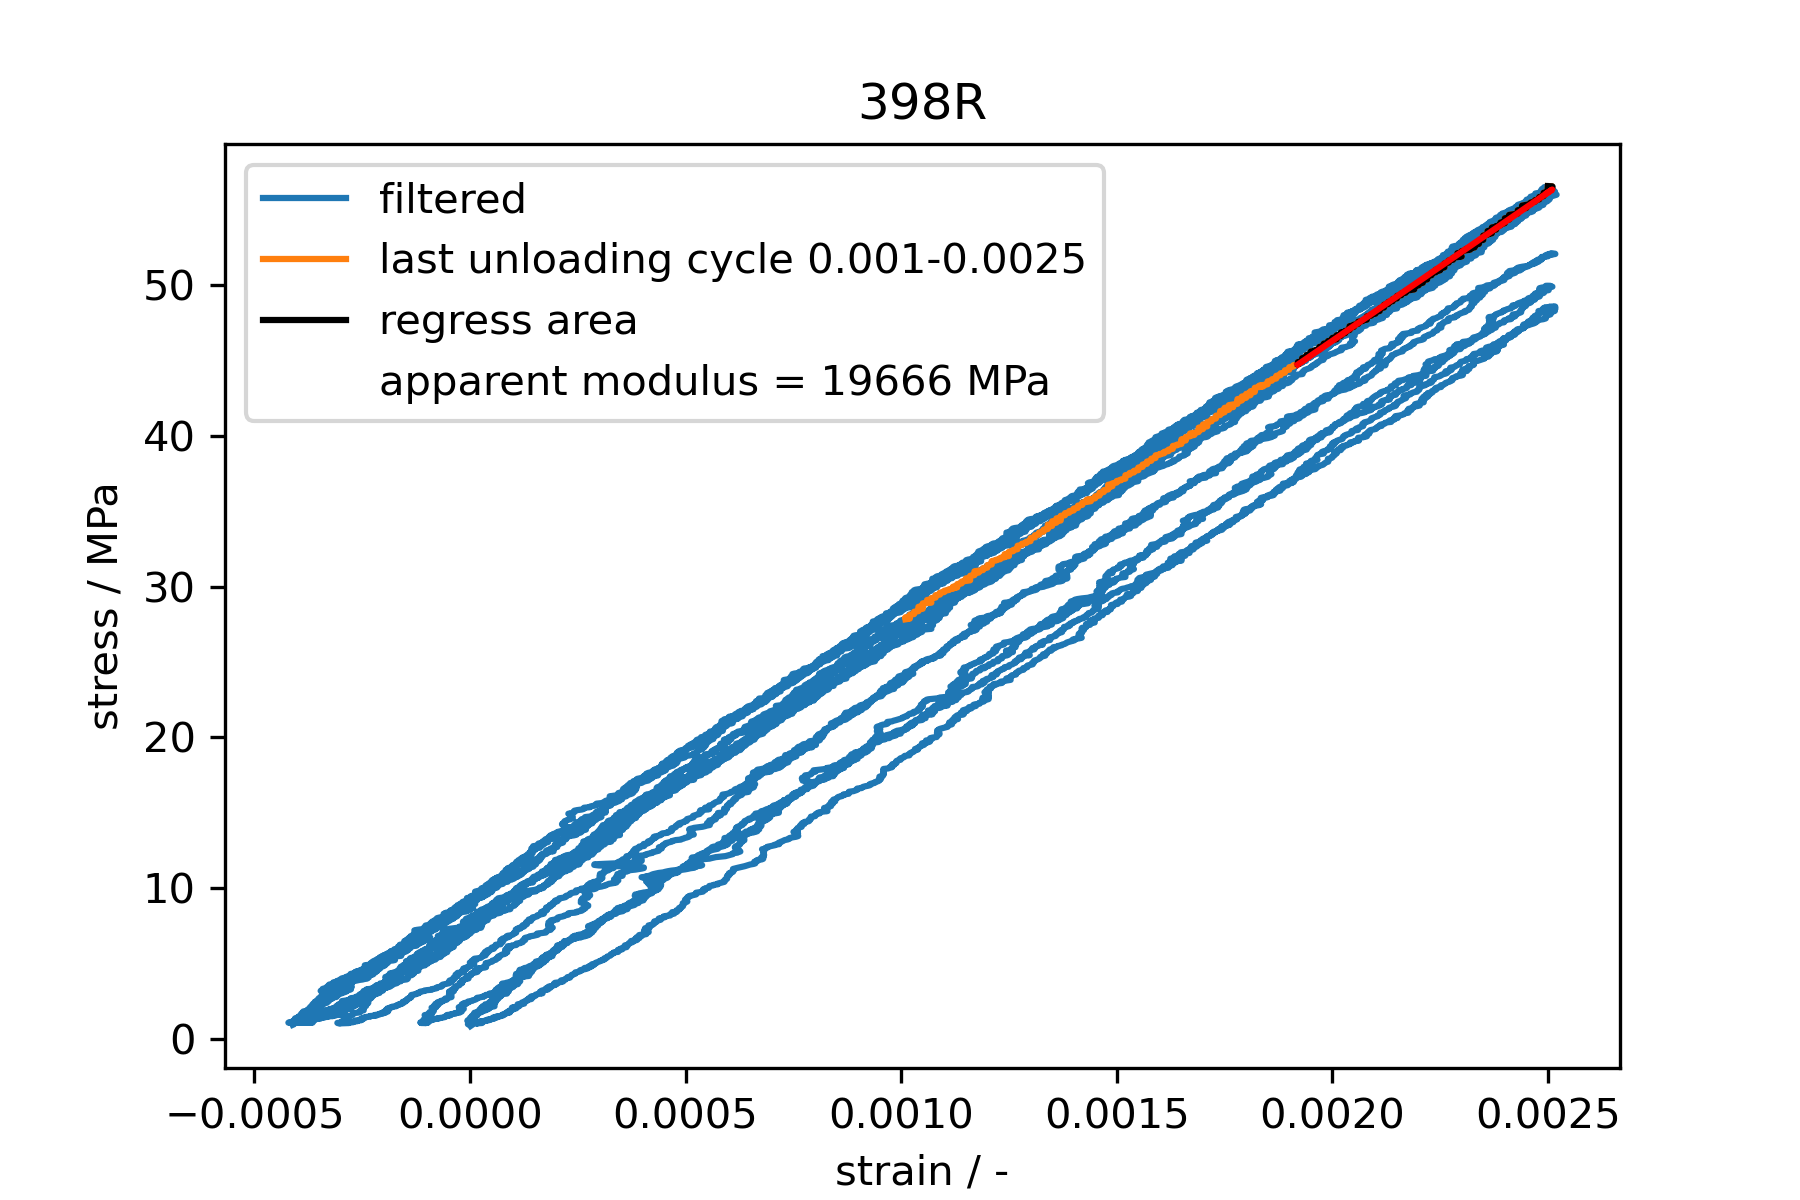 398R
filtered
last unloading cycle 0.001-0.0025
regress area
apparent modulus = 19666 MPa
50
40
30
20
10
0
stress / MPa
−0.0005 0.0000 0.0005 0.0010 0.0015 0.0020 0.0025
strain / -